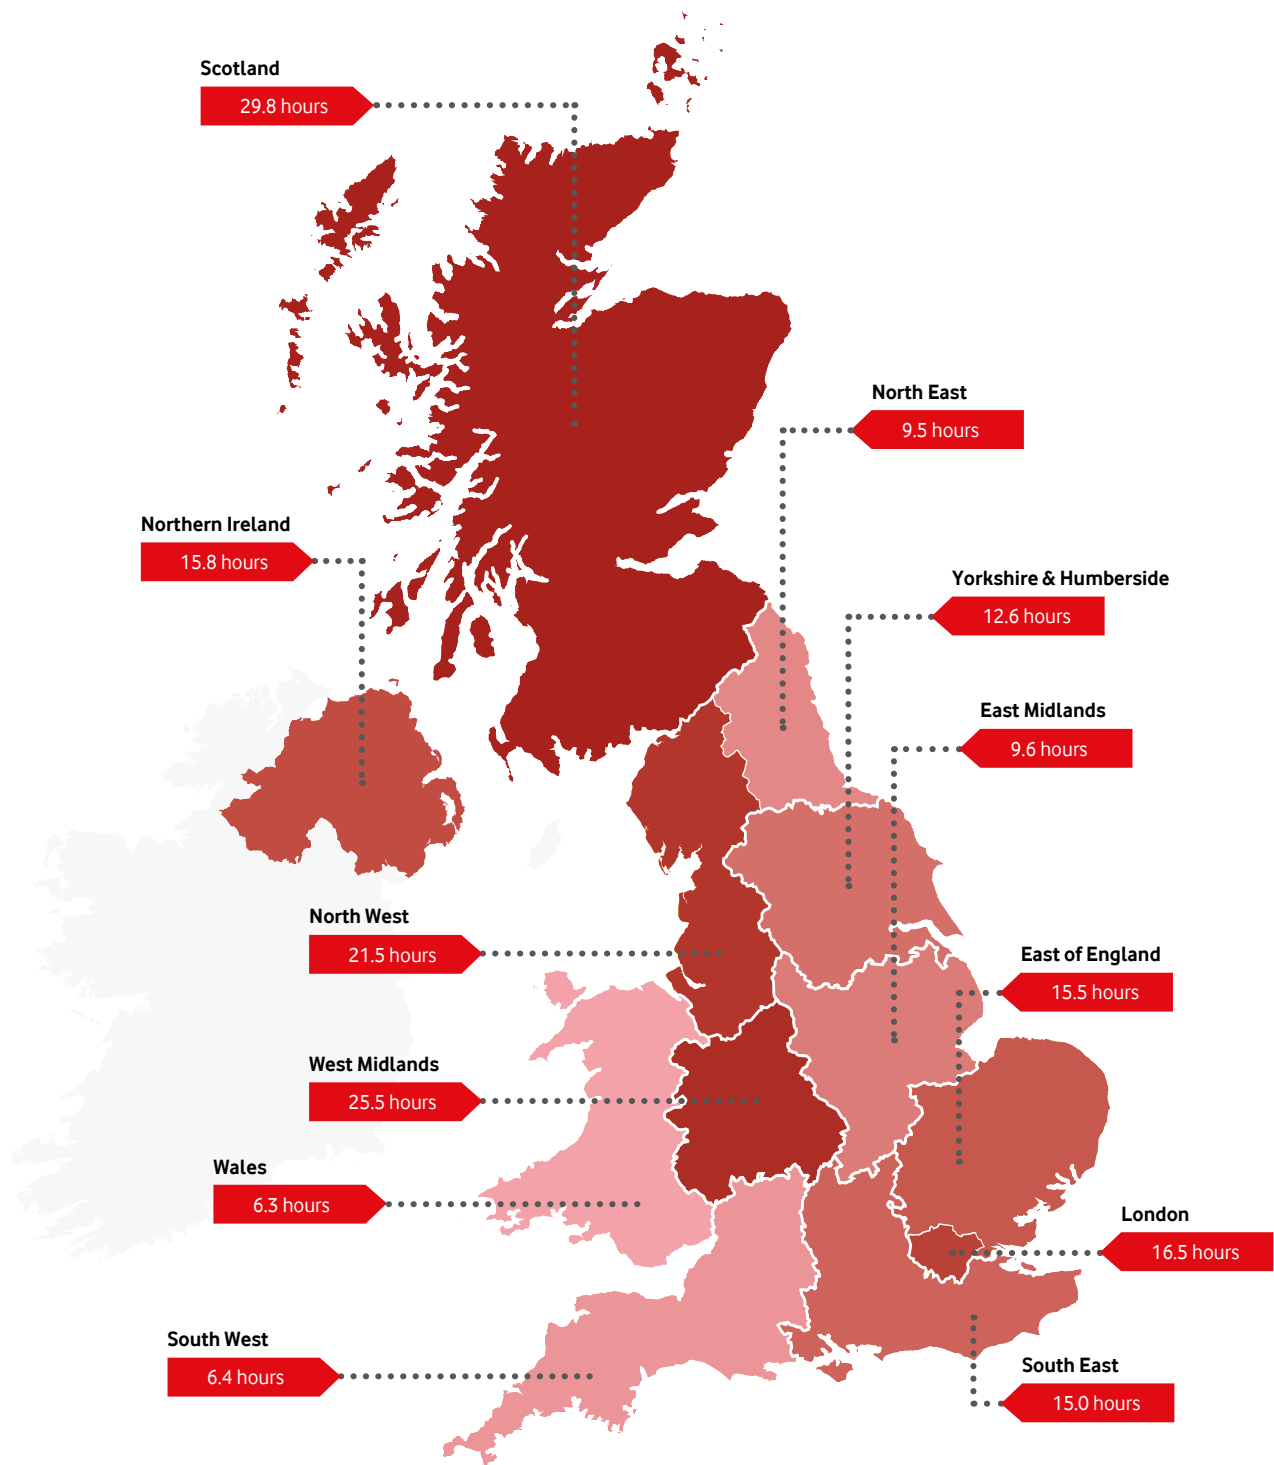 Scotland
29.8 hours
North East
9.5 hours
Northern Ireland
15.8 hours
Yorkshire & Humberside
12.6 hours
East Midlands
9.6 hours
North West
21.5 hours
East of England
15.5 hours
West Midlands
25.5 hours
Wales
6.3 hours
London
16.5 hours
South West
6.4 hours
South East
15.0 hours